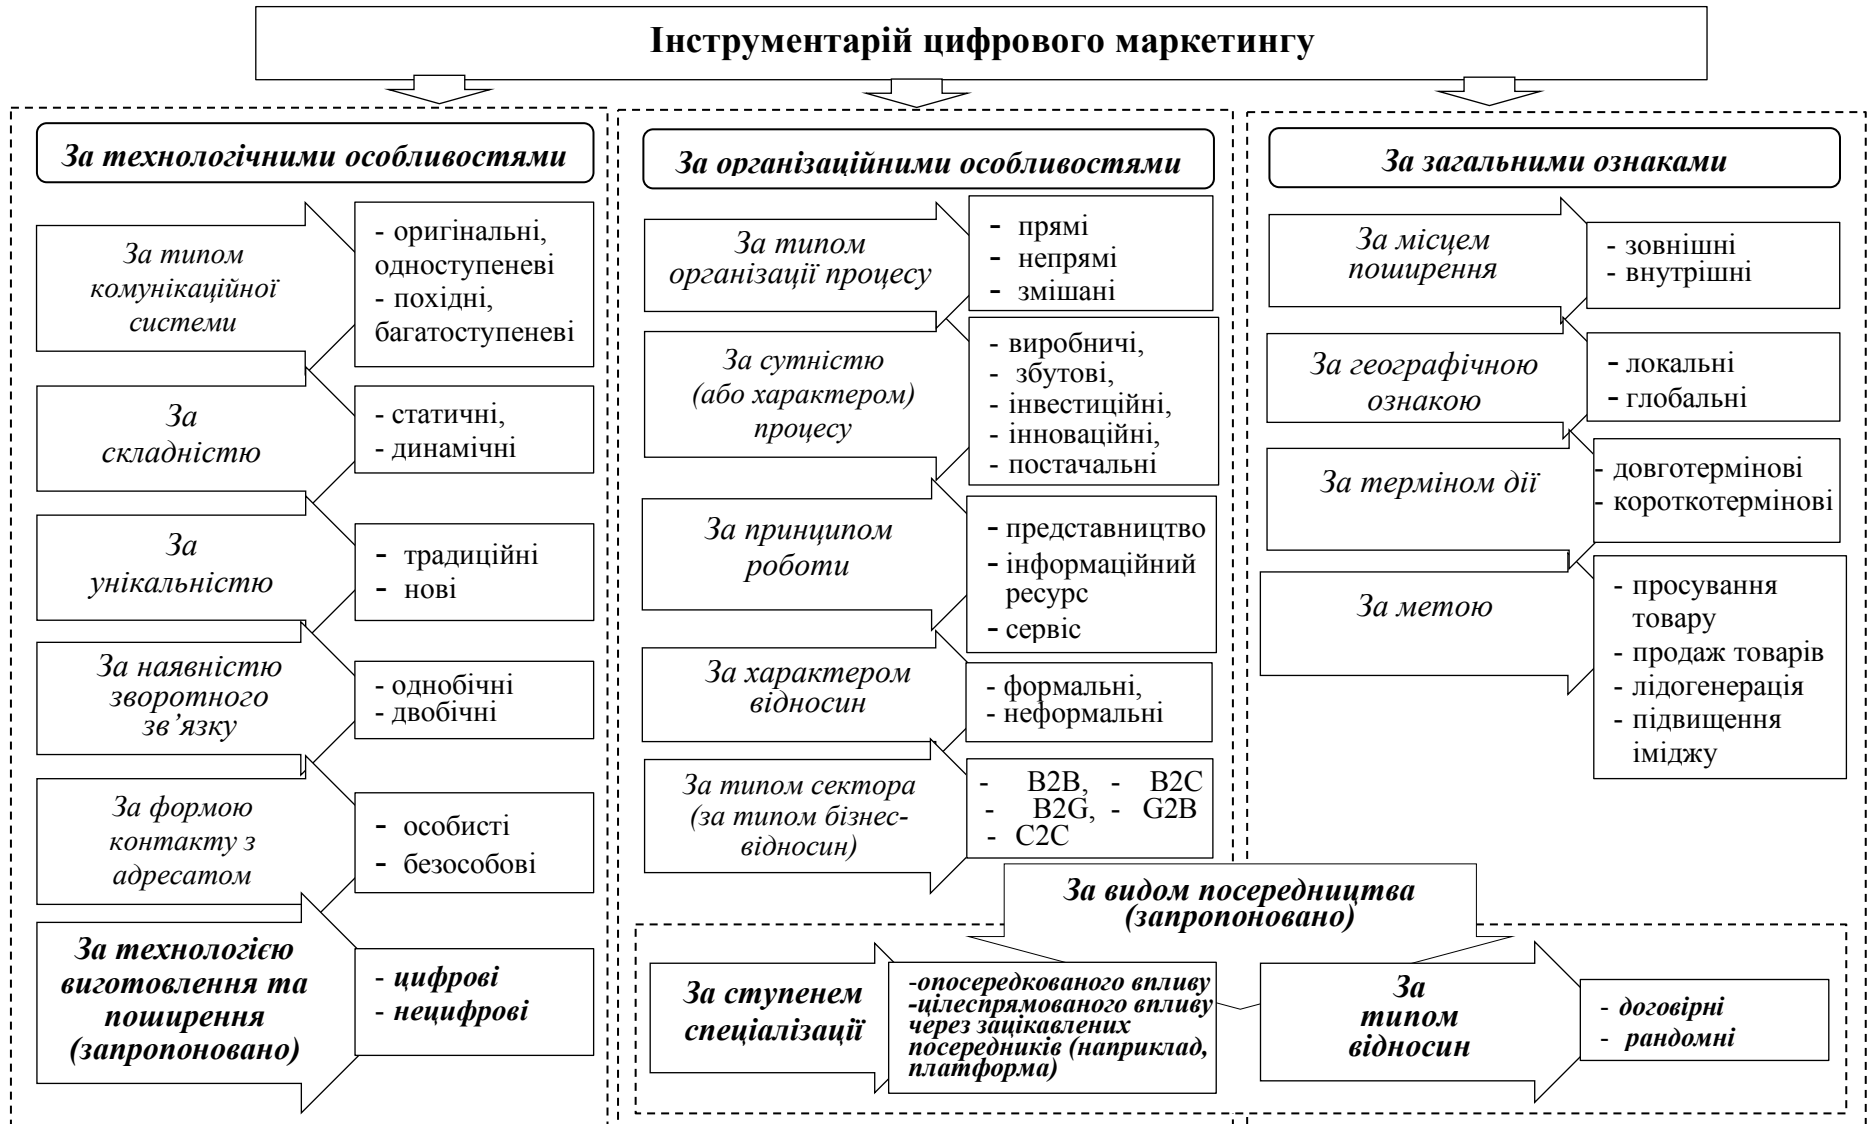 Інструментарій цифрового маркетингу
За технологічними особливостями
За типом
комунікаційної
системи
- оригінальні,
одноступеневі
- похідні,
багатоступеневі
За
складністю
- статичні,
- динамічні
За
унікальністю
- традиційні
- нові
За наявністю
зворотного
зв’язку
- однобічні
- двобічні
За формою
контакту з
адресатом
- особисті
- безособові
За технологією
виготовлення та
поширення
(запропоновано)
- цифрові
- нецифрові
За організаційними особливостями
За типом
організації процесу
- прямі
- непрямі
- змішані
За сутністю
(або характером)
процесу
- виробничі,
- збутові,
- інвестиційні,
- інноваційні,
- постачальні
За принципом
роботи
- представництво
- інформаційний
ресурс
- сервіс
За характером
відносин
- формальні,
- неформальні
За типом сектора
(за типом бізнес-
відносин)
- B2B, - B2C
- B2G, - G2B
- C2C
За загальними ознаками
За місцем
поширення
- зовнішні
- внутрішні
За географічною
ознакою
- локальні
- глобальні
За терміном дії
- довготермінові
- короткотермінові
За метою
- просування
товару
- продаж товарів
- лідогенерація
- підвищення
іміджу
За видом посередництва
(запропоновано)
За ступенем
спеціалізації
-опосередкованого впливу
-цілеспрямованого впливу
через зацікавлених
посередників (наприклад,
платформа)
За
типом
відносин
- договірні
- рандомні